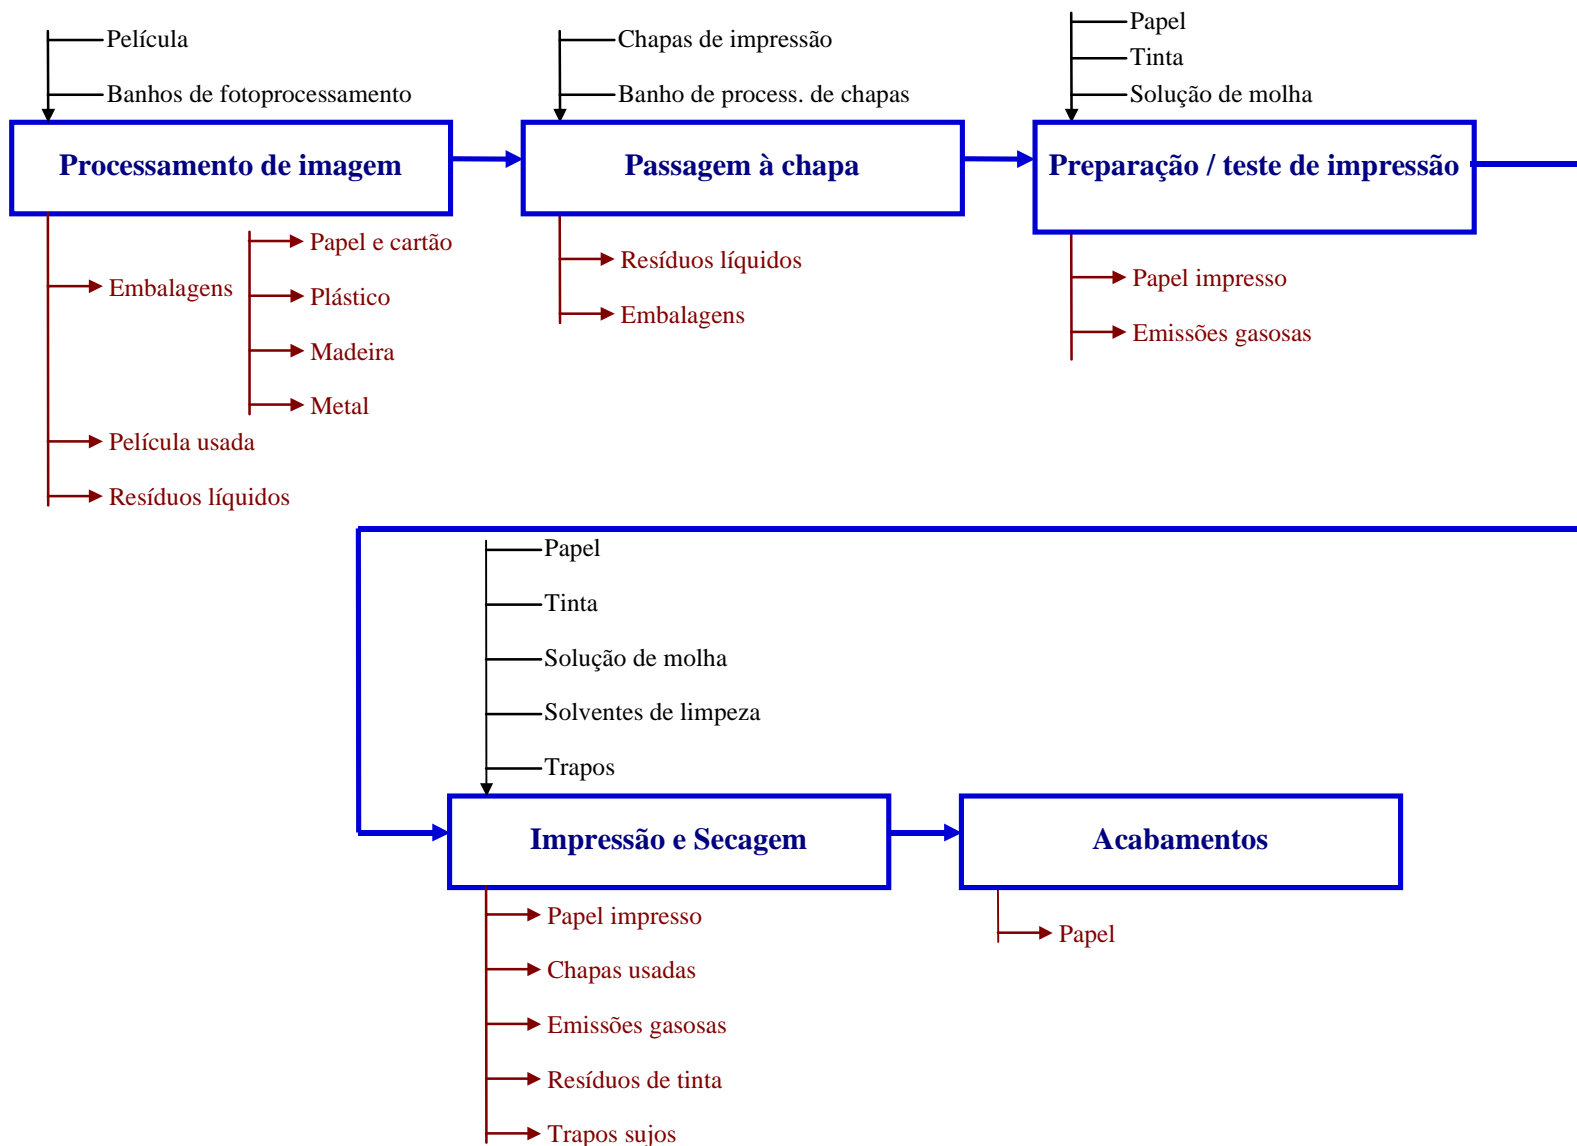 Película
Banhos de fotoprocessamento
Processamento de imagem
Embalagens
Papel e cartão
Plástico
Madeira
Metal
Película usada
Resíduos líquidos
Chapas de impressão
Banho de process. de chapas
Passagem à chapa
Resíduos líquidos
Embalagens
Papel
Tinta
Solução de molha
Preparação / teste de impressão
Papel impresso
Emissões gasosas
Papel
Tinta
Solução de molha
Solventes de limpeza
Trapos
Impressão e Secagem
Papel impresso
Chapas usadas
Emissões gasosas
Resíduos de tinta
Trapos sujos
Acabamentos
Papel